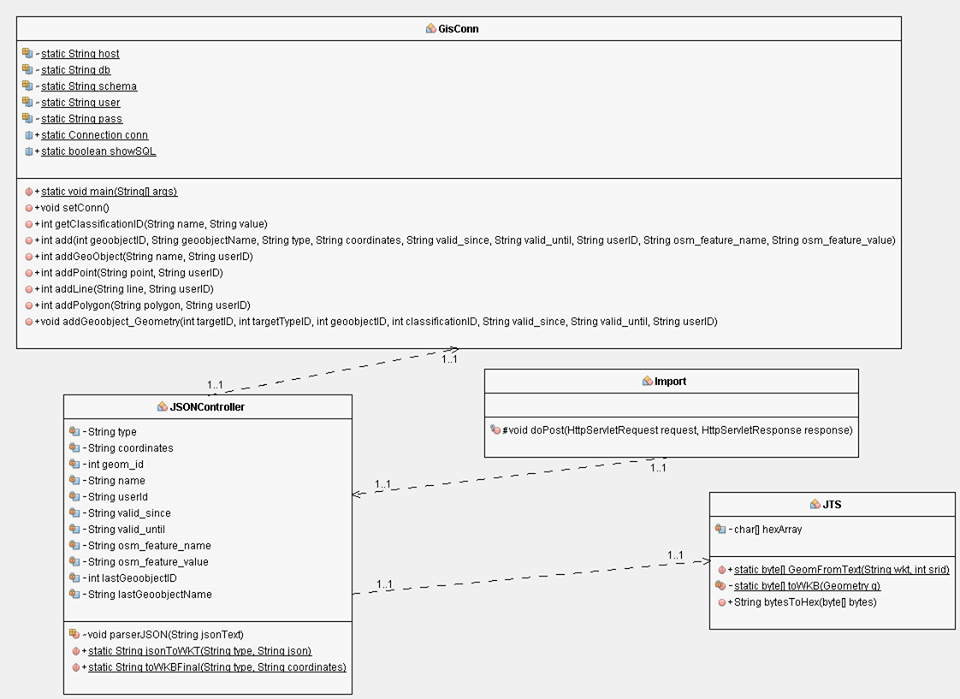 GisConn
-static String host
-static String db
-static String schema
-static String user
-static String pass
+static Connection conn
+static boolean showSQL
+static void main(String[] args)
+void setConn()
+int getClassificationID(String name, String value)
+int add(int geoobjectID, String geoobjectName, String type, String coordinates, String valid_since, String valid_until, String userID, String osm_feature_name, String osm_feature_value)
+int addGeoObject(String name, String userID)
+int addPoint(String point, String userID)
+int addLine(String line, String userID)
+int addPolygon(String polygon, String userID)
+void addGeoobject_Geometry(int targetID, int targetTypeID, int geoobjectID, int classificationID, String valid_since, String valid_until, String userID)
1..1
1..1
JSONController
-String type
-String coordinates
-int geom_id
-String name
-String userId
-String valid_since
-String valid_until
-String osm_feature_name
-String osm_feature_value
-int lastGeoobjectID
-String lastGeoobjectName
-void parserJSON(String jsonText)
+static String jsonToWKT(String type, String json)
+static String toWKBFinal(String type, String coordinates)
Import
#void doPost(HttpServletRequest request, HttpServletResponse response)
1..1
1..1
JTS
-char[] hexArray
+static byte[] GeomFromText(String wkt, int srid)
-static byte[] toWKB(Geometry g)
+String bytesToHex(byte[] bytes)
1..1
1..1